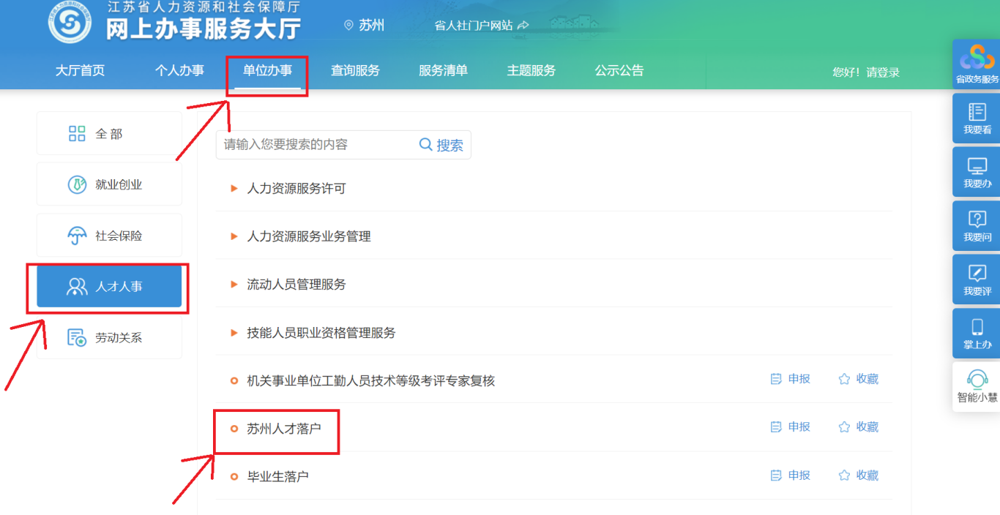 江苏省人力资源和社会保障厅
网上办事服务大厅
苏州
省人社门户网站
大厅首页
个人办事
单位办事
查询服务
服务清单
主题服务
公示公告
您好！请登录
全 部
就业创业
社会保险
人才人事
劳动关系
请输入您要搜索的内容
搜索
人力资源服务许可
人力资源服务业务管理
流动人员管理服务
技能人员职业资格管理服务
机关事业单位工勤人员技术等级考评专家复核 申报 收藏
苏州人才落户 申报 收藏
毕业生落户 申报 收藏
省政务服务
我要看
我要办
我要问
我要评
掌上办
智能小慧